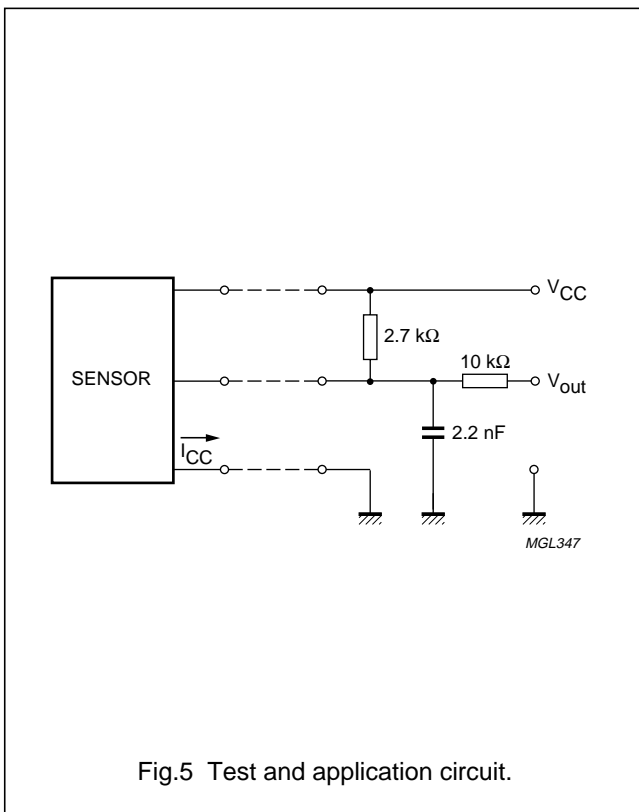 VCC
2.7 kΩ
10 kΩ
SENSOR
Vout
2.2 nF
ICC
MGL347
Fig.5 Test and application circuit.